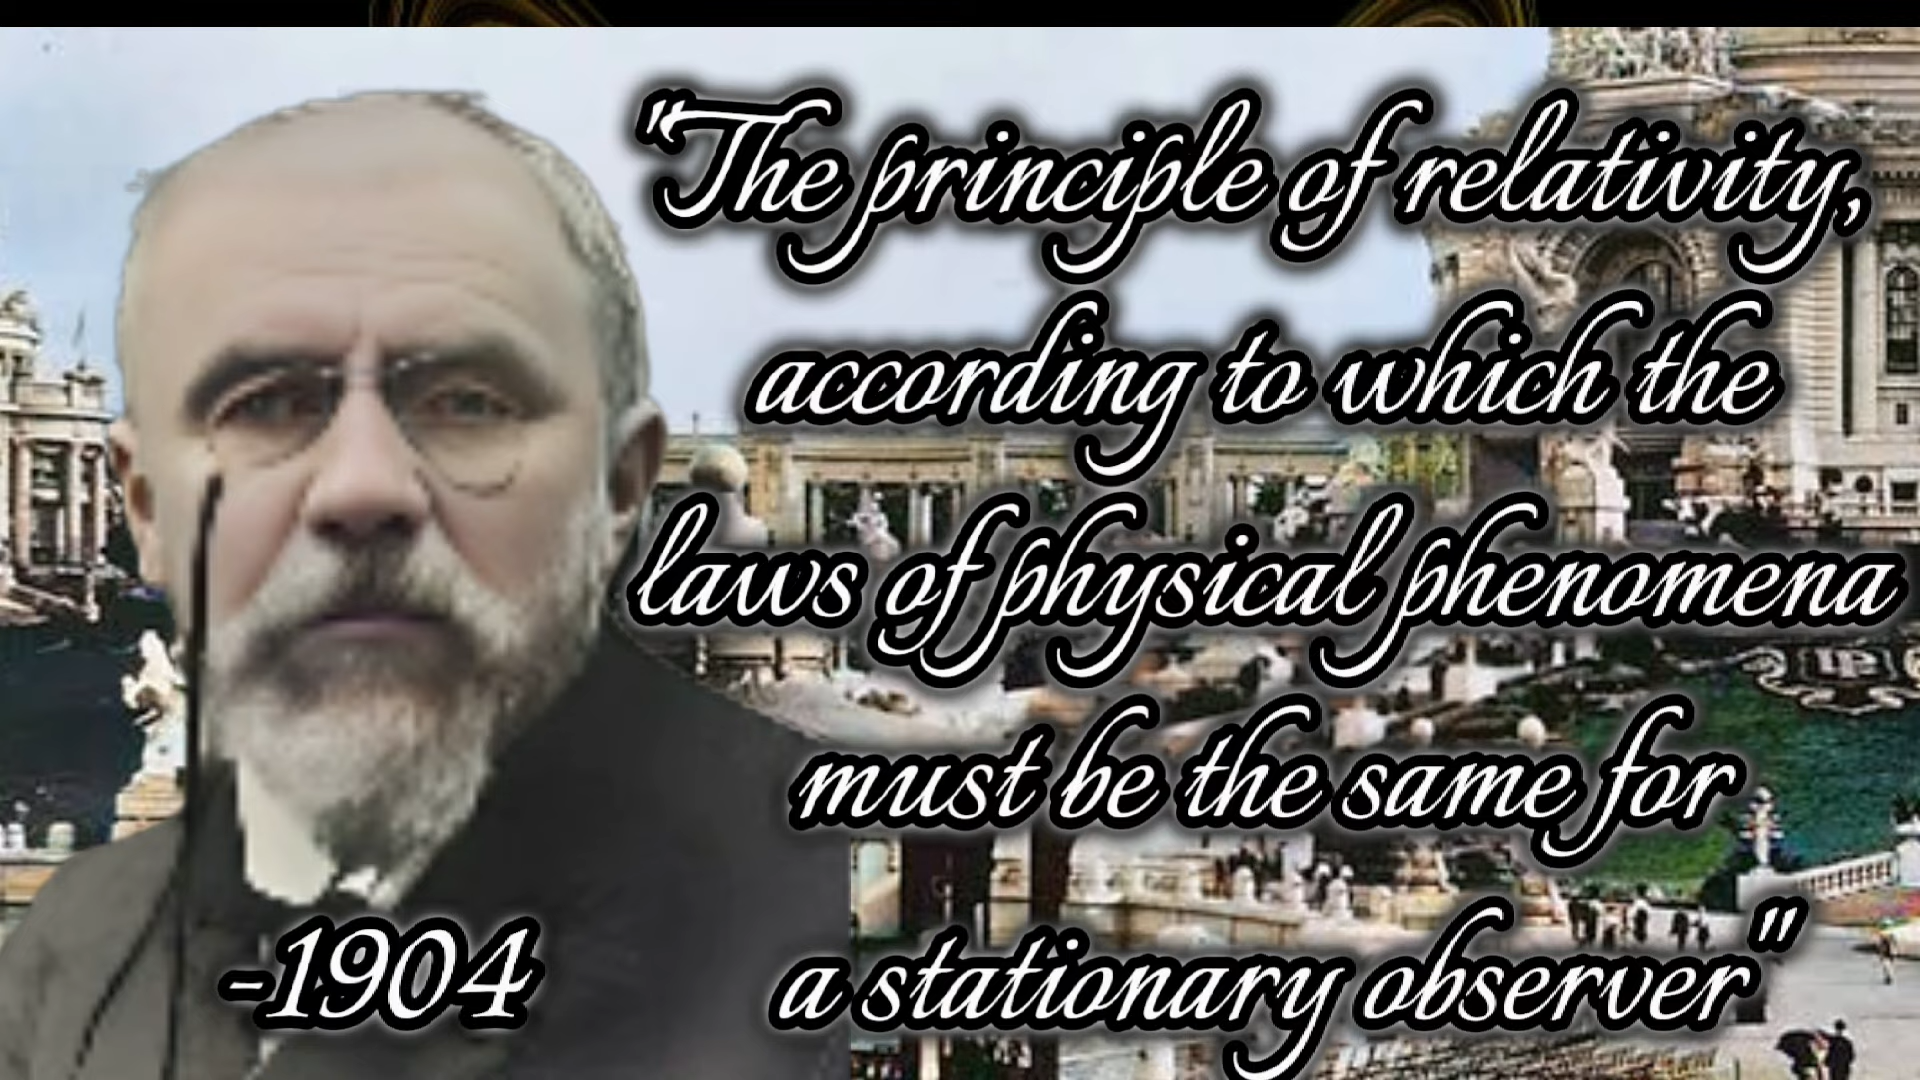 "The principle of relativity,
according to which the
laws of physical phenomena
must be the same for
a stationary observer"
-1904